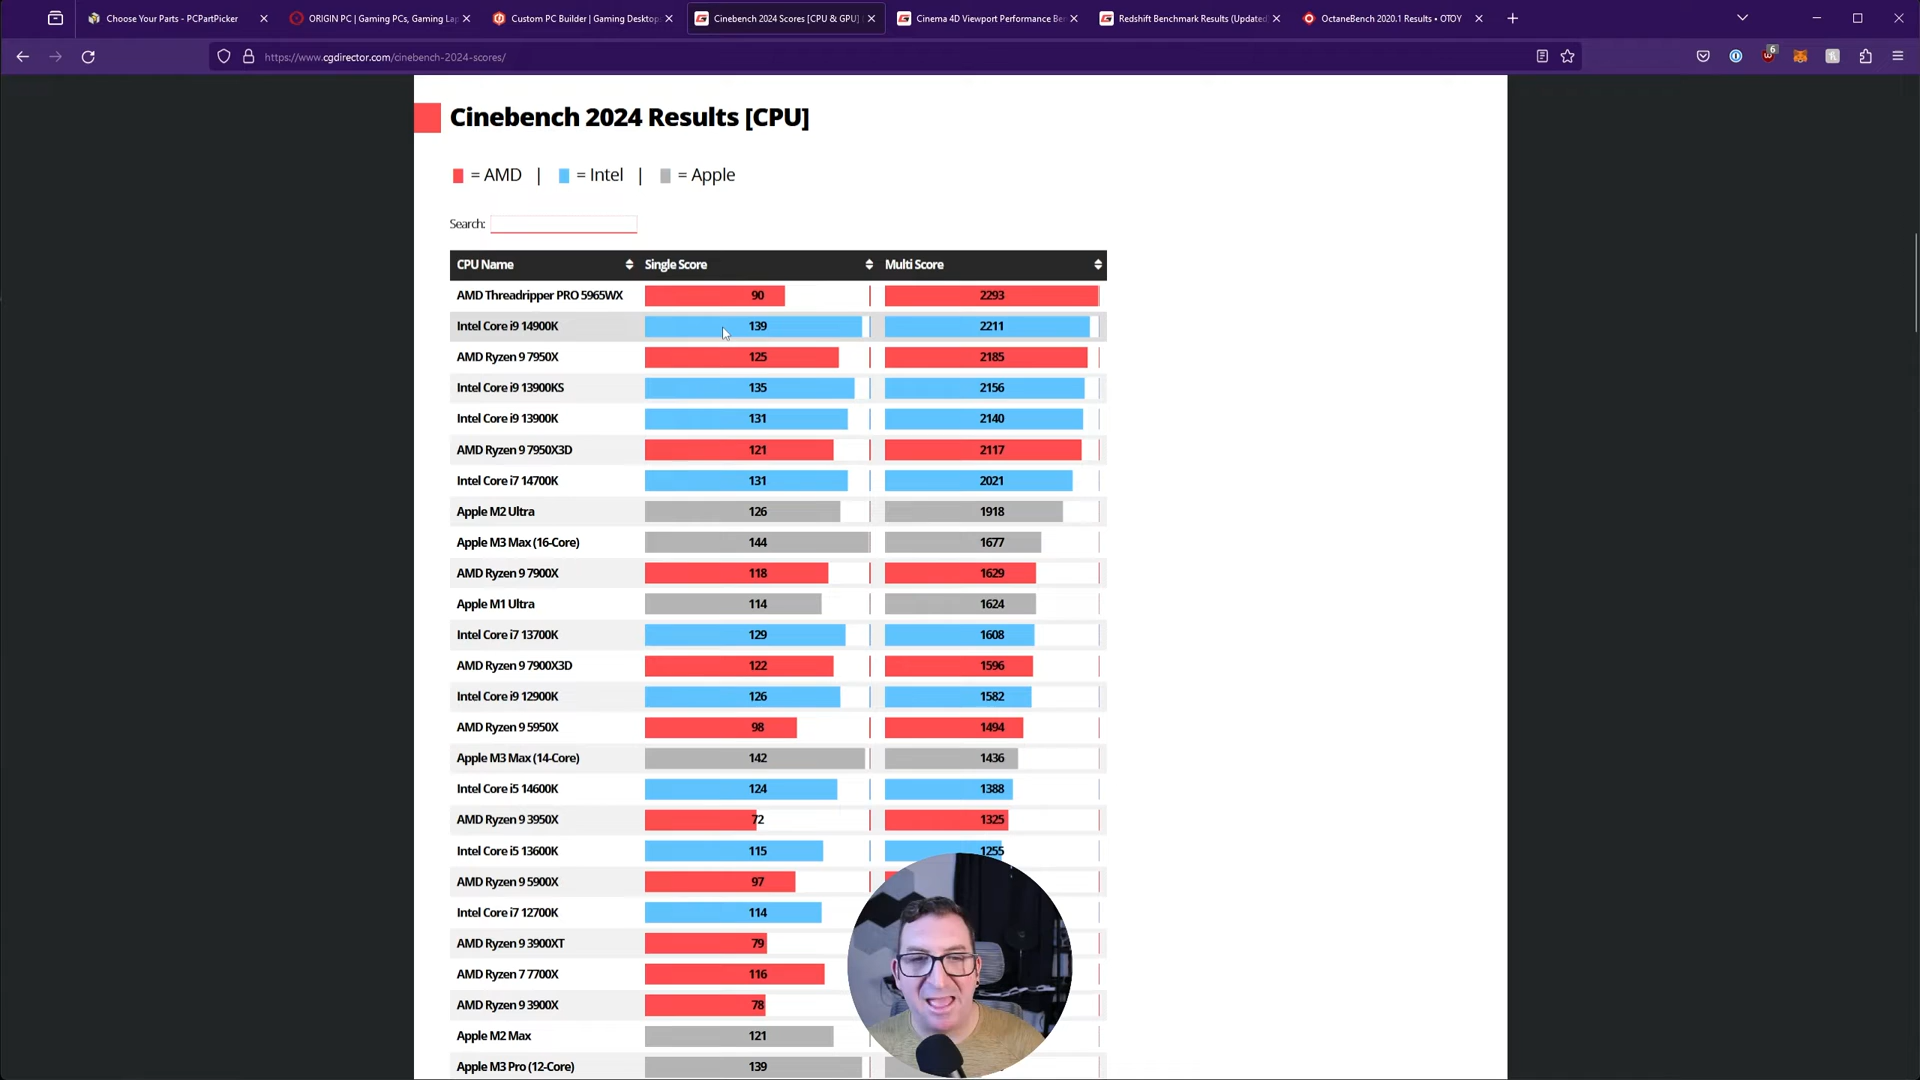 Choose Your Parts - PCPartPicker
ORIGIN PC | Gaming PCs, Gaming La
Custom PC Builder | Gaming Desktop
Cinebench 2024 Scores [CPU & GPU]
Cinema 4D Viewport Performance Be
Redshift Benchmark Results (Updated
OctaneBench 2020.1 Results • OTOY
https://www.cgdirector.com/cinebench-2024-scores/
6
Cinebench 2024 Results [CPU]
= AMD | = Intel | = Apple
Search:
CPU Name Single Score Multi Score
AMD Threadripper PRO 5965WX 90 2293
Intel Core i9 14900K 139 2211
AMD Ryzen 9 7950X 125 2185
Intel Core i9 13900KS 135 2156
Intel Core i9 13900K 131 2140
AMD Ryzen 9 7950X3D 121 2117
Intel Core i7 14700K 131 2021
Apple M2 Ultra 126 1918
Apple M3 Max (16-Core) 144 1677
AMD Ryzen 9 7900X 118 1629
Apple M1 Ultra 114 1624
Intel Core i7 13700K 129 1608
AMD Ryzen 9 7900X3D 122 1596
Intel Core i9 12900K 126 1582
AMD Ryzen 9 5950X 98 1494
Apple M3 Max (14-Core) 142 1436
Intel Core i5 14600K 124 1388
AMD Ryzen 9 3950X 72 1325
Intel Core i5 13600K 115 1255
AMD Ryzen 9 5900X 97
Intel Core i7 12700K 114
AMD Ryzen 9 3900XT 79
AMD Ryzen 7 7700X 116
AMD Ryzen 9 3900X 78
Apple M2 Max 121
Apple M3 Pro (12-Core) 139